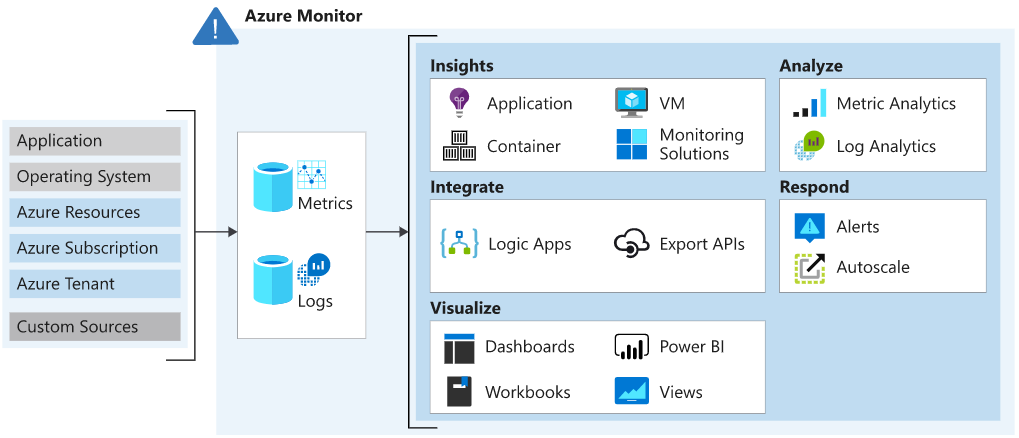 Azure Monitor
Application
Operating System
Azure Resources
Azure Subscription
Azure Tenant
Custom Sources
Metrics
Logs
Insights
Application
VM
Container
Monitoring
Solutions
Analyze
Metric Analytics
Log Analytics
Integrate
Logic Apps
Export APIs
Respond
Alerts
Autoscale
Visualize
Dashboards
Power BI
Workbooks
Views